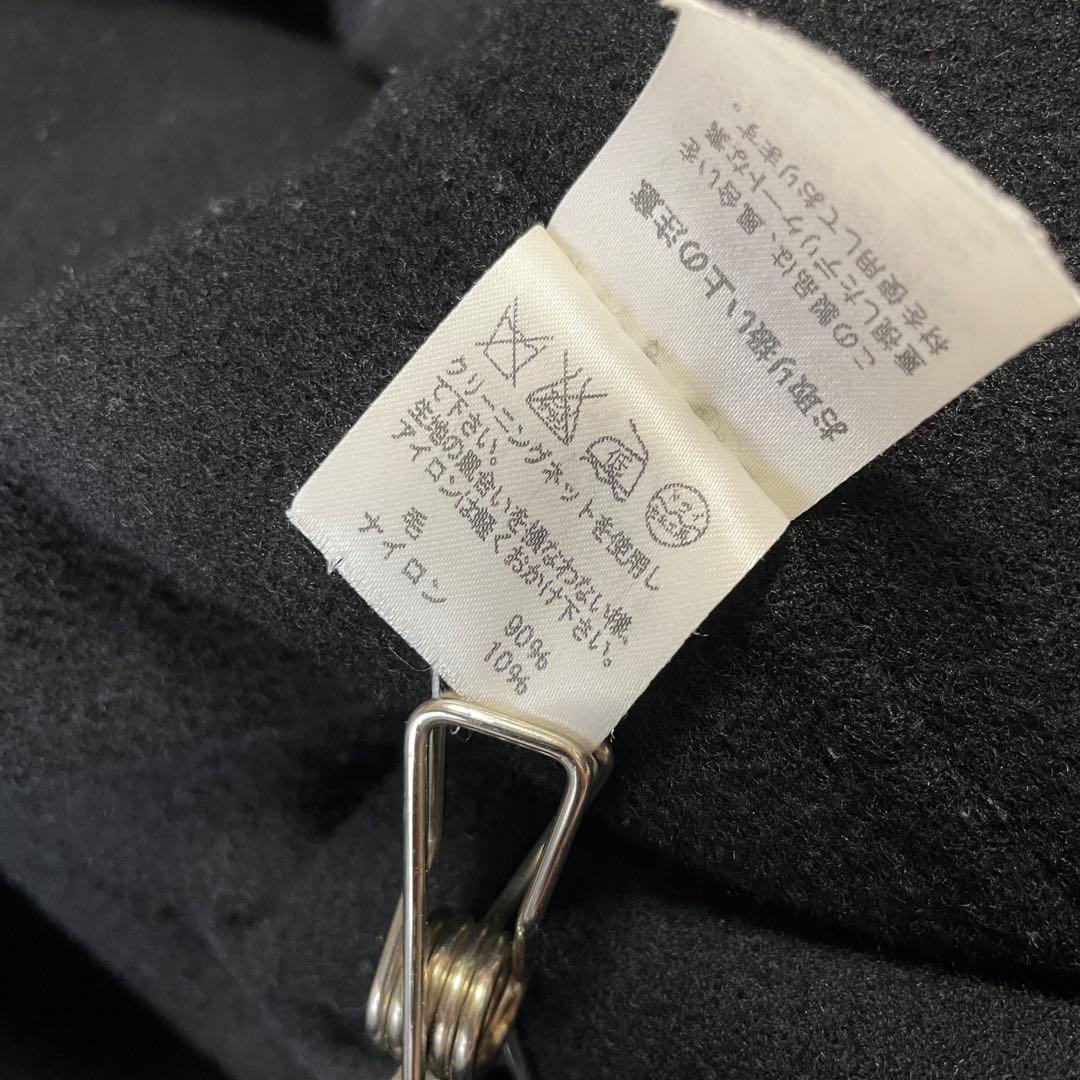 クリーニングネットを使用し
て下さい。
生地の風合いを損なわない様、
アイロンは軽くおかけ下さい。
毛 90%
ナイロン 10%
お取り扱い上の注意
この製品は、風合いを
重視したデリケートな素
材を使用しております。